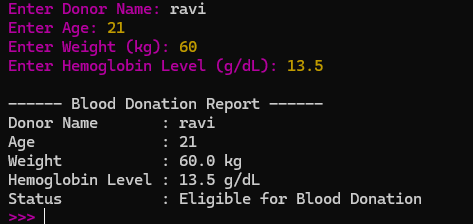 Enter Donor Name: ravi
Enter Age: 21
Enter Weight (kg): 60
Enter Hemoglobin Level (g/dL): 13.5
------ Blood Donation Report ------
Donor Name       : ravi
Age              : 21
Weight           : 60.0 kg
Hemoglobin Level : 13.5 g/dL
Status           : Eligible for Blood Donation
>>>